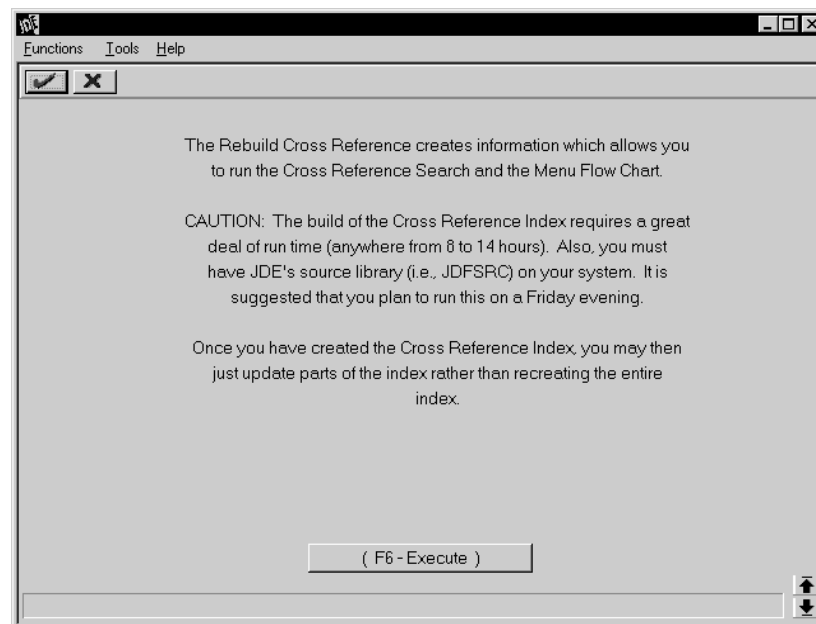 JDE
Functions Tools Help
The Rebuild Cross Reference creates information which allows you
to run the Cross Reference Search and the Menu Flow Chart.
CAUTION: The build of the Cross Reference Index requires a great
deal of run time (anywhere from 8 to 14 hours). Also, you must
have JDE's source library (i.e., JDFSRC) on your system. It is
suggested that you plan to run this on a Friday evening.
Once you have created the Cross Reference Index, you may then
just update parts of the index rather than recreating the entire
index.
( F6 - Execute )